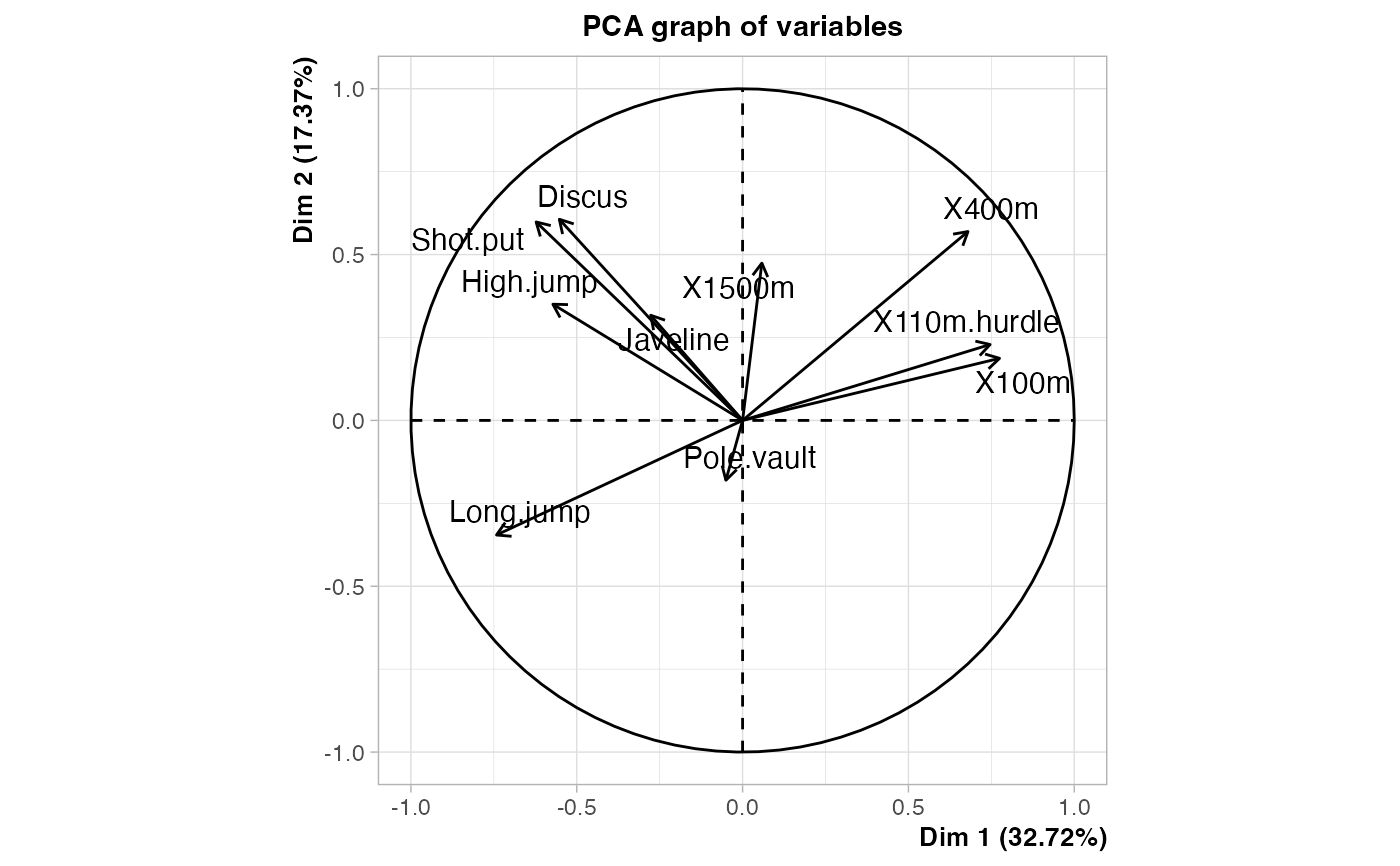 PCA graph of variables
Dim 2 (17.37%)
1.0
0.5
0.0
-0.5
-1.0
Discus
X400m
Shot.put
High.jump
X1500m
X110m.hurdle
Javeline
X100m
Pole.vault
Long.jump
-1.0
-0.5
0.0
0.5
1.0
Dim 1 (32.72%)